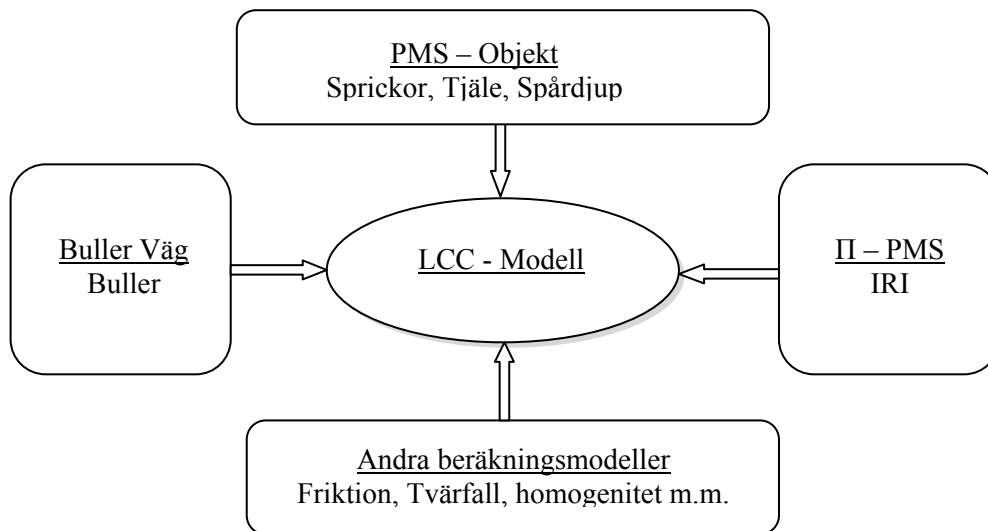 PMS – Objekt
Sprickor, Tjäle, Spårdjup
Buller Väg
Buller
LCC - Modell
Π – PMS
IRI
Andra beräkningsmodeller
Friktion, Tvärfall, homogenitet m.m.